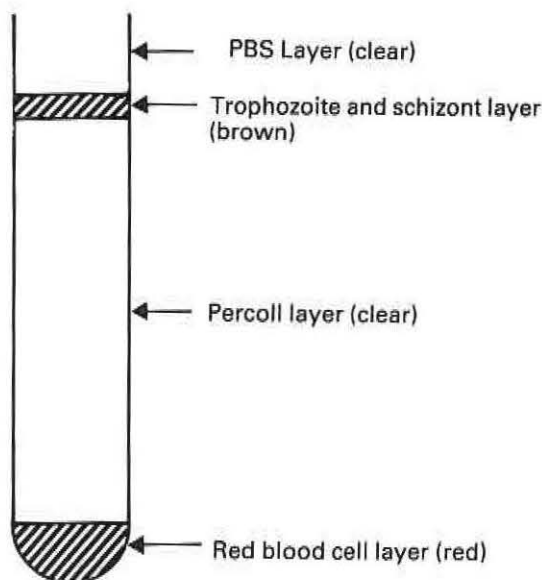 PBS Layer (clear)
Trophozoite and schizont layer
(brown)
Percoll layer (clear)
Red blood cell layer (red)